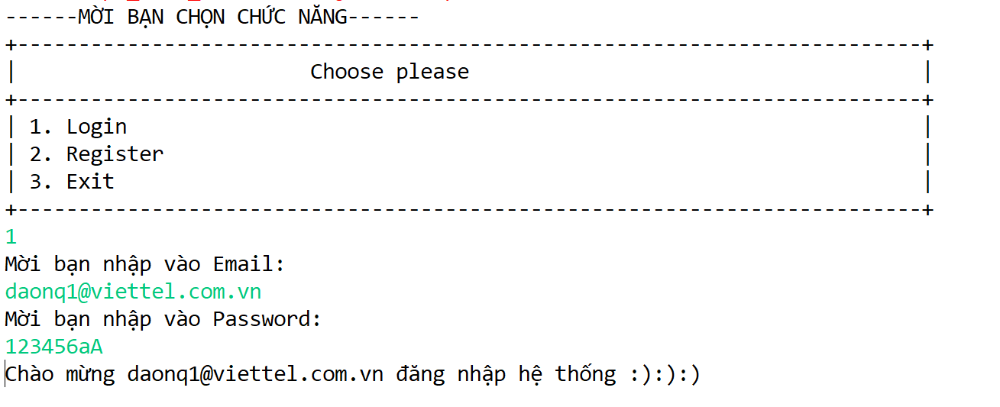 ------MỜI BẠN CHỌN CHỨC NĂNG------
+--------------------------------------------------------------------------+
|                        Choose please                                     |
+--------------------------------------------------------------------------+
| 1. Login                                                                 |
| 2. Register                                                              |
| 3. Exit                                                                  |
+--------------------------------------------------------------------------+
1
Mời bạn nhập vào Email:
daonq1@viettel.com.vn
Mời bạn nhập vào Password:
123456aA
Chào mừng daonq1@viettel.com.vn đăng nhập hệ thống :):):)